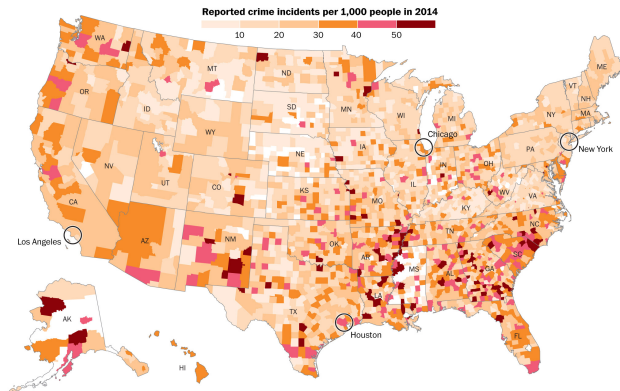 Reported crime incidents per 1,000 people in 2014
10 20 30 40 50
WA
ME
MT
ND
VT
OR
NH
MN
ID
SD
WI
MI
NY
MA
WY
Chicago
IA
PA
New York
NE
NV
IN
OH
UT
CO
IL
WV
KS
MO
VA
CA
KY
Los Angeles
AZ
NM
OK
TN
NC
AR
SC
MS
AL
GA
TX
LA
AK
Houston
FL
HI